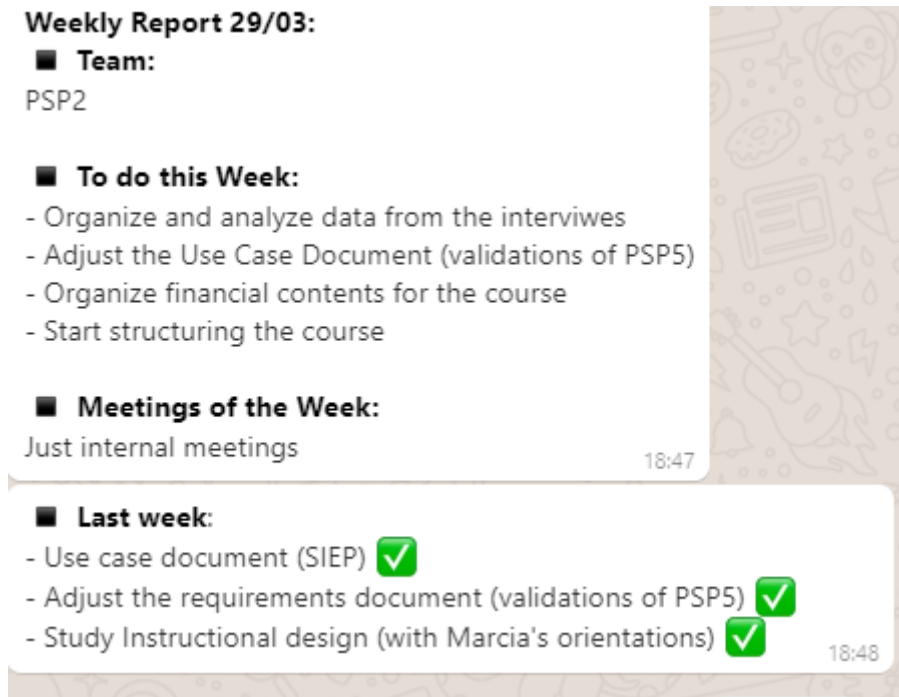 Weekly Report 29/03:
◾ Team:
PSP2
◾ To do this Week:
- Organize and analyze data from the interviwes
- Adjust the Use Case Document (validations of PSP5)
- Organize financial contents for the course
- Start structuring the course
◾ Meetings of the Week:
Just internal meetings
18:47
◾ Last week:
- Use case document (SIEP) ✅
- Adjust the requirements document (validations of PSP5) ✅
- Study Instructional design (with Marcia's orientations) ✅
18:48